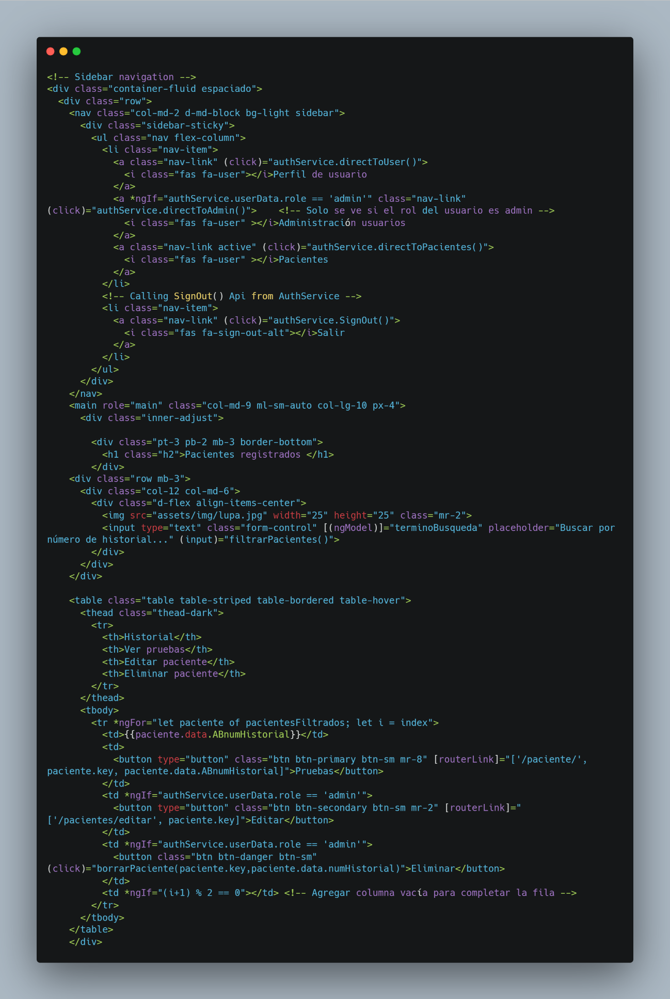 <!-- Sidebar navigation -->
<div class="container-fluid espaciado">
  <div class="row">
    <nav class="col-md-2 d-md-block bg-light sidebar">
      <div class="sidebar-sticky">
        <ul class="nav flex-column">
          <li class="nav-item">
            <a class="nav-link" (click)="authService.directToUser()">
              <i class="fas fa-user"></i>Perfil de usuario
            </a>
            <a *ngIf="authService.userData.role == 'admin'" class="nav-link"
(click)="authService.directToAdmin()">    <!-- Solo se ve si el rol del usuario es admin -->
              <i class="fas fa-user" ></i>Administración usuarios
            </a>
            <a class="nav-link active" (click)="authService.directToPacientes()">
              <i class="fas fa-user" ></i>Pacientes
            </a>
          </li>
          <!-- Calling SignOut() Api from AuthService -->
          <li class="nav-item">
            <a class="nav-link" (click)="authService.SignOut()">
              <i class="fas fa-sign-out-alt"></i>Salir
            </a>
          </li>
        </ul>
      </div>
    </nav>
    <main role="main" class="col-md-9 ml-sm-auto col-lg-10 px-4">
      <div class="inner-adjust">

        <div class="pt-3 pb-2 mb-3 border-bottom">
          <h1 class="h2">Pacientes registrados </h1>
        </div>
    <div class="row mb-3">
      <div class="col-12 col-md-6">
        <div class="d-flex align-items-center">
          <img src="assets/img/lupa.jpg" width="25" height="25" class="mr-2">
          <input type="text" class="form-control" [(ngModel)]="terminoBusqueda" placeholder="Buscar por
número de historial..." (input)="filtrarPacientes()">
        </div>
      </div>
    </div>

    <table class="table table-striped table-bordered table-hover">
      <thead class="thead-dark">
        <tr>
          <th>Historial</th>
          <th>Ver pruebas</th>
          <th>Editar paciente</th>
          <th>Eliminar paciente</th>
        </tr>
      </thead>
      <tbody>
        <tr *ngFor="let paciente of pacientesFiltrados; let i = index">
          <td>{{paciente.data.ABnumHistorial}}</td>
          <td>
            <button type="button" class="btn btn-primary btn-sm mr-8" [routerLink]="['/paciente/',
paciente.key, paciente.data.ABnumHistorial]">Pruebas</button>
          </td>
          <td *ngIf="authService.userData.role == 'admin'">
            <button type="button" class="btn btn-secondary btn-sm mr-2" [routerLink]="
['/pacientes/editar', paciente.key]">Editar</button>
          </td>
          <td *ngIf="authService.userData.role == 'admin'">
            <button class="btn btn-danger btn-sm"
(click)="borrarPaciente(paciente.key,paciente.data.numHistorial)">Eliminar</button>
          </td>
          <td *ngIf="(i+1) % 2 == 0"></td> <!-- Agregar columna vacía para completar la fila -->
        </tr>
      </tbody>
    </table>
    </div>